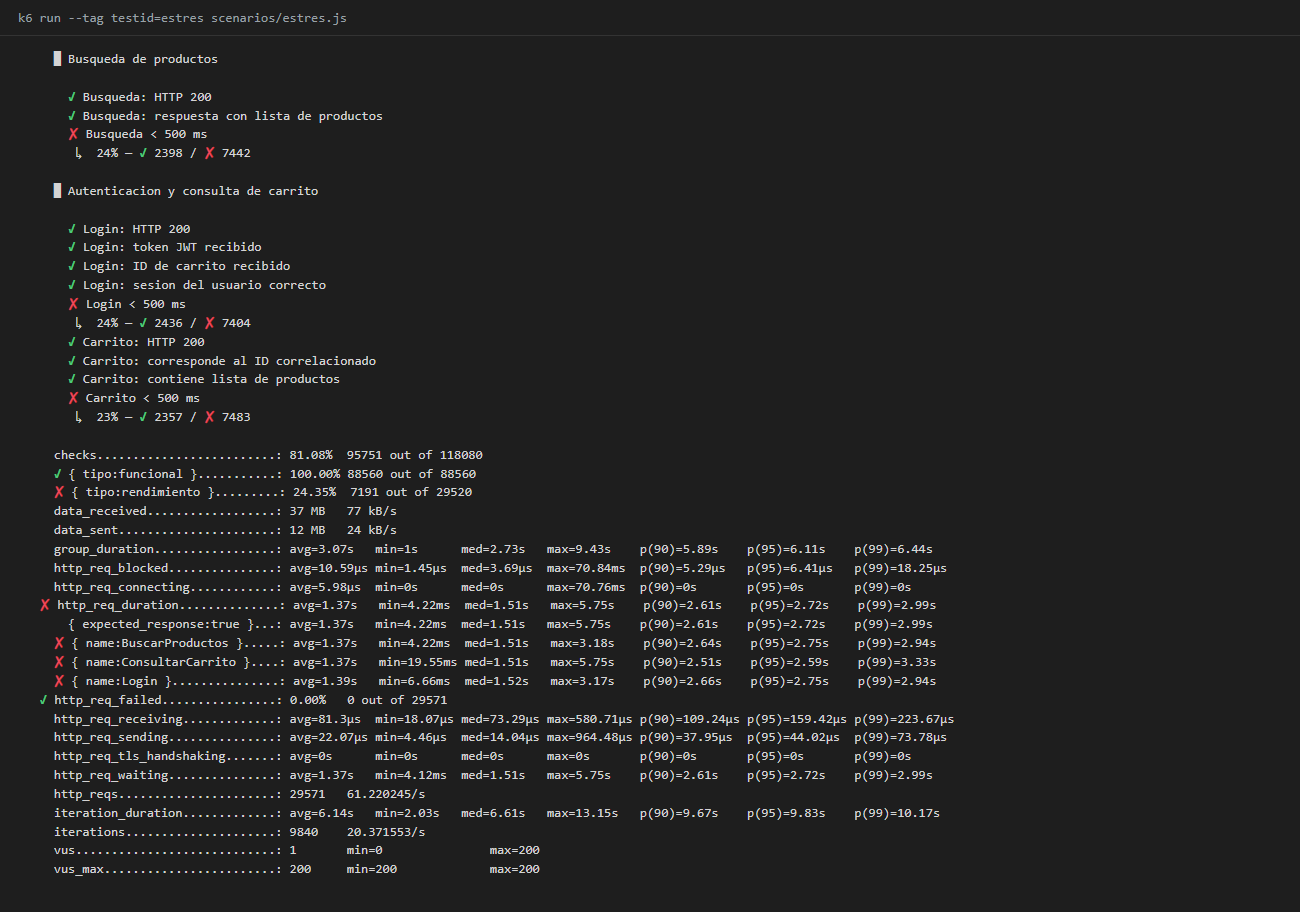 k6 run --tag testid=estres scenarios/estres.js
█ Busqueda de productos
✓ Busqueda: HTTP 200
✓ Busqueda: respuesta con lista de productos
✗ Busqueda < 500 ms
↳  24% — ✓ 2398 / ✗ 7442
█ Autenticacion y consulta de carrito
✓ Login: HTTP 200
✓ Login: token JWT recibido
✓ Login: ID de carrito recibido
✓ Login: sesion del usuario correcto
✗ Login < 500 ms
↳  24% — ✓ 2436 / ✗ 7404
✓ Carrito: HTTP 200
✓ Carrito: corresponde al ID correlacionado
✓ Carrito: contiene lista de productos
✗ Carrito < 500 ms
↳  23% — ✓ 2357 / ✗ 7483
checks.........................: 81.08%  95751 out of 118080
✓ { tipo:funcional }...........: 100.00% 88560 out of 88560
✗ { tipo:rendimiento }.........: 24.35%  7191 out of 29520
data_received..................: 37 MB   77 kB/s
data_sent......................: 12 MB   24 kB/s
group_duration.................: avg=3.07s   min=1s      med=2.73s   max=9.43s   p(90)=5.89s    p(95)=6.11s    p(99)=6.44s
http_req_blocked...............: avg=10.59µs min=1.45µs  med=3.69µs  max=70.84ms  p(90)=5.29µs   p(95)=6.41µs   p(99)=18.25µs
http_req_connecting............: avg=5.98µs  min=0s      med=0s      max=70.76ms  p(90)=0s       p(95)=0s       p(99)=0s
✗ http_req_duration..............: avg=1.37s   min=4.22ms  med=1.51s   max=5.75s    p(90)=2.61s    p(95)=2.72s    p(99)=2.99s
{ expected_response:true }...: avg=1.37s   min=4.22ms  med=1.51s   max=5.75s    p(90)=2.61s    p(95)=2.72s    p(99)=2.99s
✗ { name:BuscarProductos }.....: avg=1.37s   min=4.22ms  med=1.51s   max=3.18s    p(90)=2.64s    p(95)=2.75s    p(99)=2.94s
✗ { name:ConsultarCarrito }....: avg=1.37s   min=19.55ms med=1.51s   max=5.75s    p(90)=2.51s    p(95)=2.59s    p(99)=3.33s
✗ { name:Login }...............: avg=1.39s   min=6.66ms  med=1.52s   max=3.17s    p(90)=2.66s    p(95)=2.75s    p(99)=2.94s
✓ http_req_failed................: 0.00%   0 out of 29571
http_req_receiving.............: avg=81.3µs  min=18.07µs med=73.29µs max=580.71µs p(90)=109.24µs p(95)=159.42µs p(99)=223.67µs
http_req_sending...............: avg=22.07µs min=4.46µs  med=14.04µs max=964.48µs p(90)=37.95µs  p(95)=44.02µs  p(99)=73.78µs
http_req_tls_handshaking.......: avg=0s      min=0s      med=0s      max=0s       p(90)=0s       p(95)=0s       p(99)=0s
http_req_waiting...............: avg=1.37s   min=4.12ms  med=1.51s   max=5.75s    p(90)=2.61s    p(95)=2.72s    p(99)=2.99s
http_reqs......................: 29571   61.220245/s
iteration_duration.............: avg=6.14s   min=2.03s   med=6.61s   max=13.15s   p(90)=9.67s    p(95)=9.83s    p(99)=10.17s
iterations.....................: 9840    20.371553/s
vus............................: 1       min=0               max=200
vus_max........................: 200     min=200             max=200